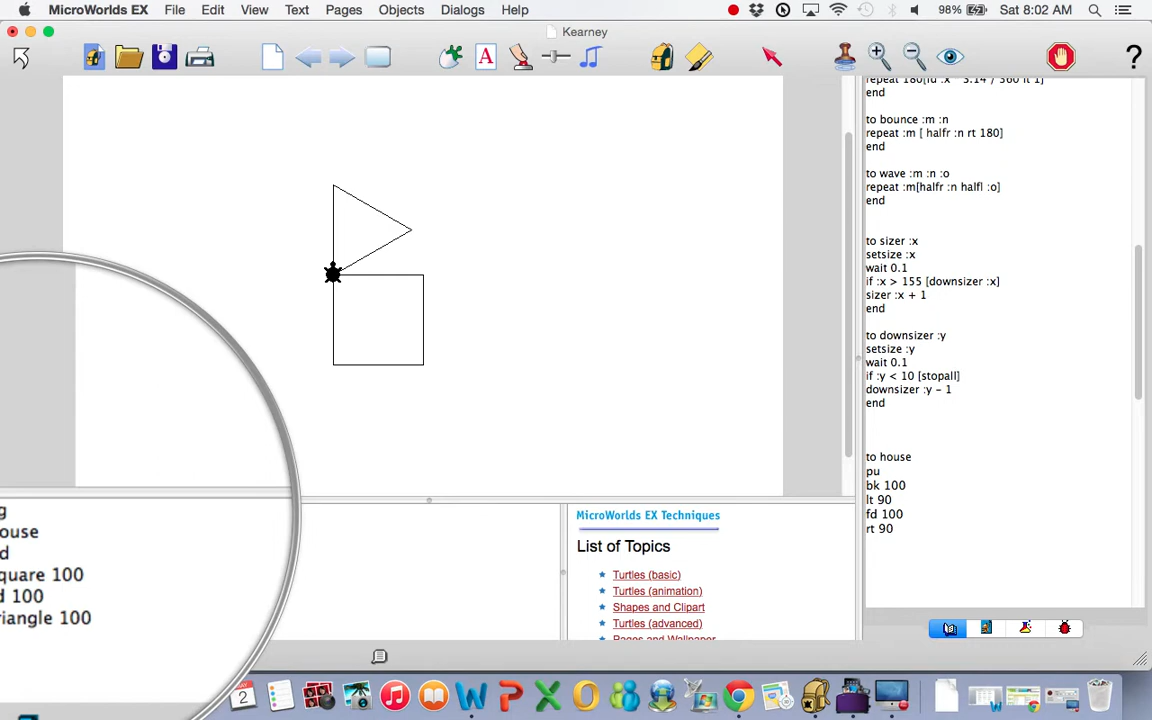 MicroWorlds EX File Edit View Text Pages Objects Dialogs Help 98% Sat 8:02 AM
Kearney
A
?
end
to bounce :m :n
repeat :m [ halfr :n rt 180]
end
to wave :m :n :o
repeat :m[halfr :n halfl :o]
end
to sizer :x
setsize :x
wait 0.1
if :x > 155 [downsizer :x]
sizer :x + 1
end
to downsizer :y
setsize :y
wait 0.1
if :y < 10 [stopall]
downsizer :y - 1
end
to house
pu
bk 100
lt 90
fd 100
rt 90
g
ouse
d
quare 100
d 100
riangle 100
MicroWorlds EX Techniques
List of Topics
Turtles (basic)
Turtles (animation)
Shapes and Clipart
Turtles (advanced)
Pages and Wallpaper